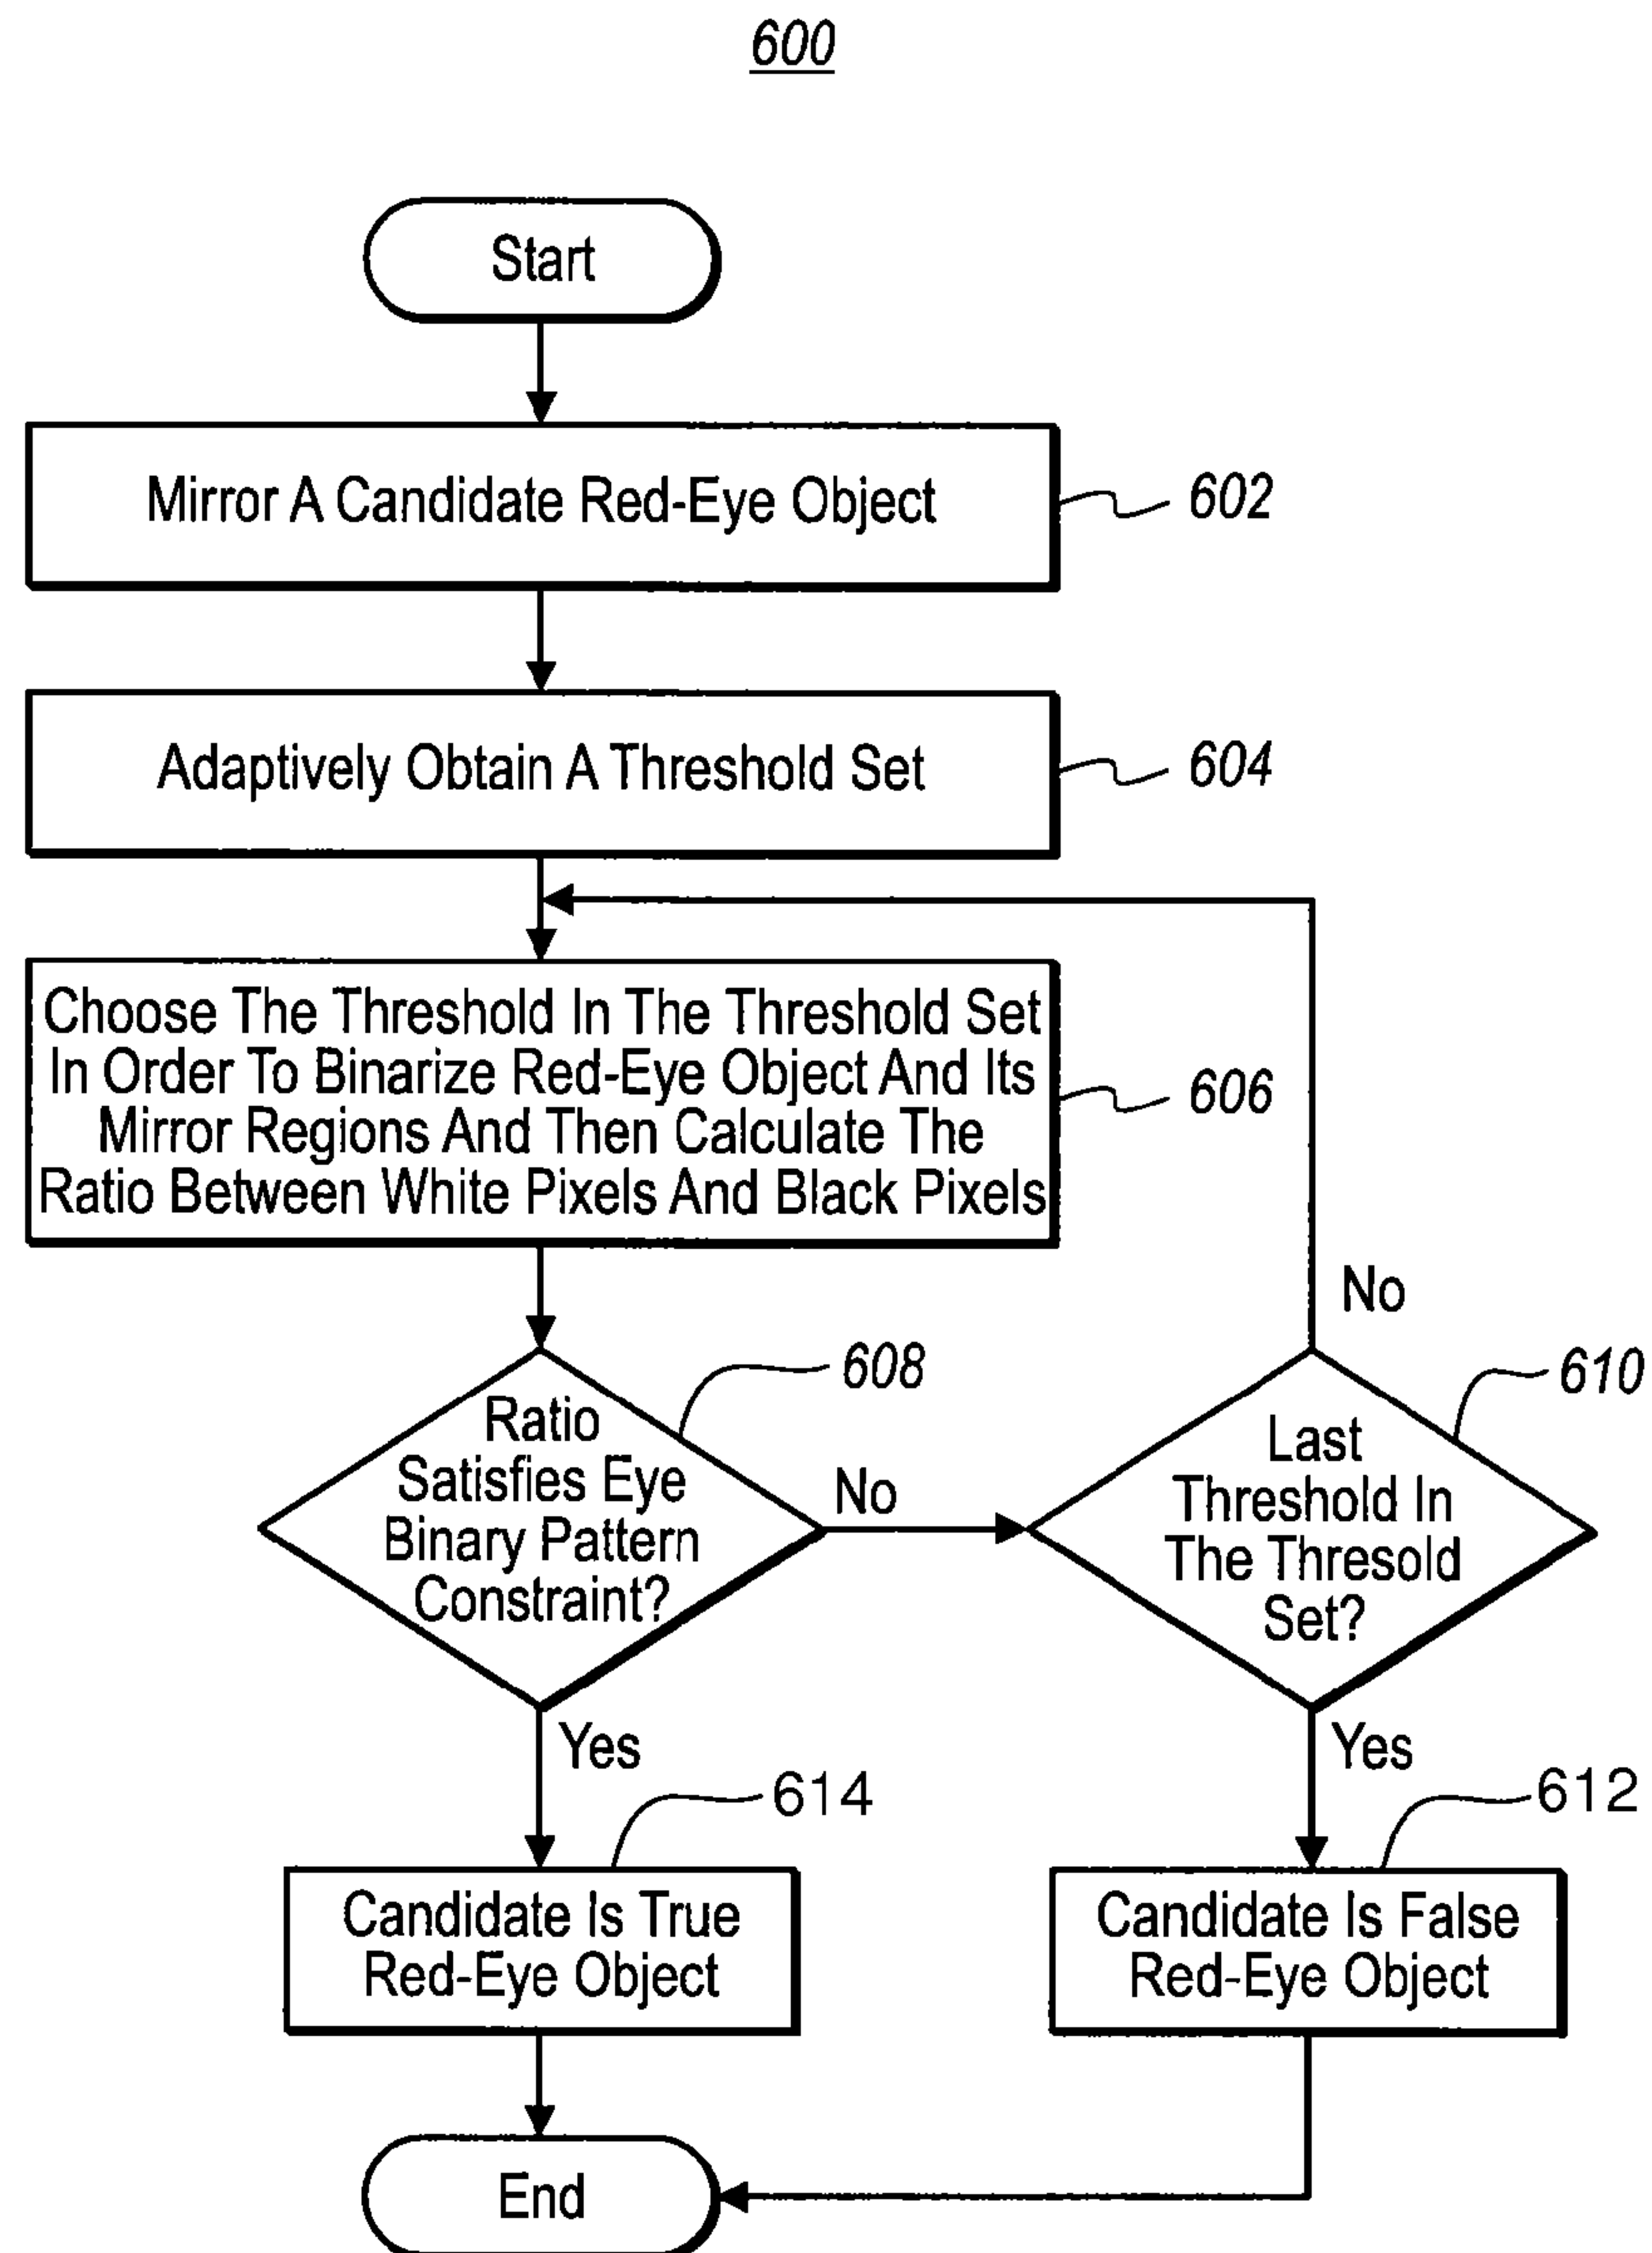 600
Start
Mirror A Candidate Red-Eye Object
602
Adaptively Obtain A Threshold Set
604
Choose The Threshold In The Threshold Set
In Order To Binarize Red-Eye Object And Its
Mirror Regions And Then Calculate The
Ratio Between White Pixels And Black Pixels
606
No
608
Ratio
Satisfies Eye
Binary Pattern
Constraint?
No
610
Last
Threshold In
The Thresold
Set?
Yes
Yes
614
612
Candidate Is True
Red-Eye Object
Candidate Is False
Red-Eye Object
End